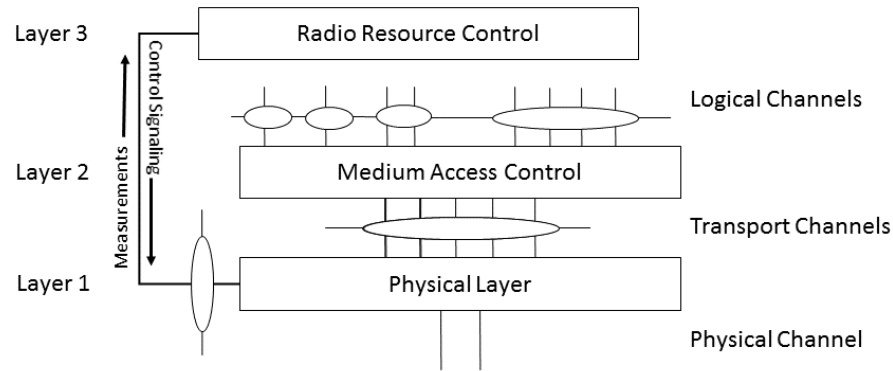 Layer 3
Radio Resource Control
Measurements
Control Signaling
Logical Channels
Layer 2
Medium Access Control
Transport Channels
Layer 1
Physical Layer
Physical Channel